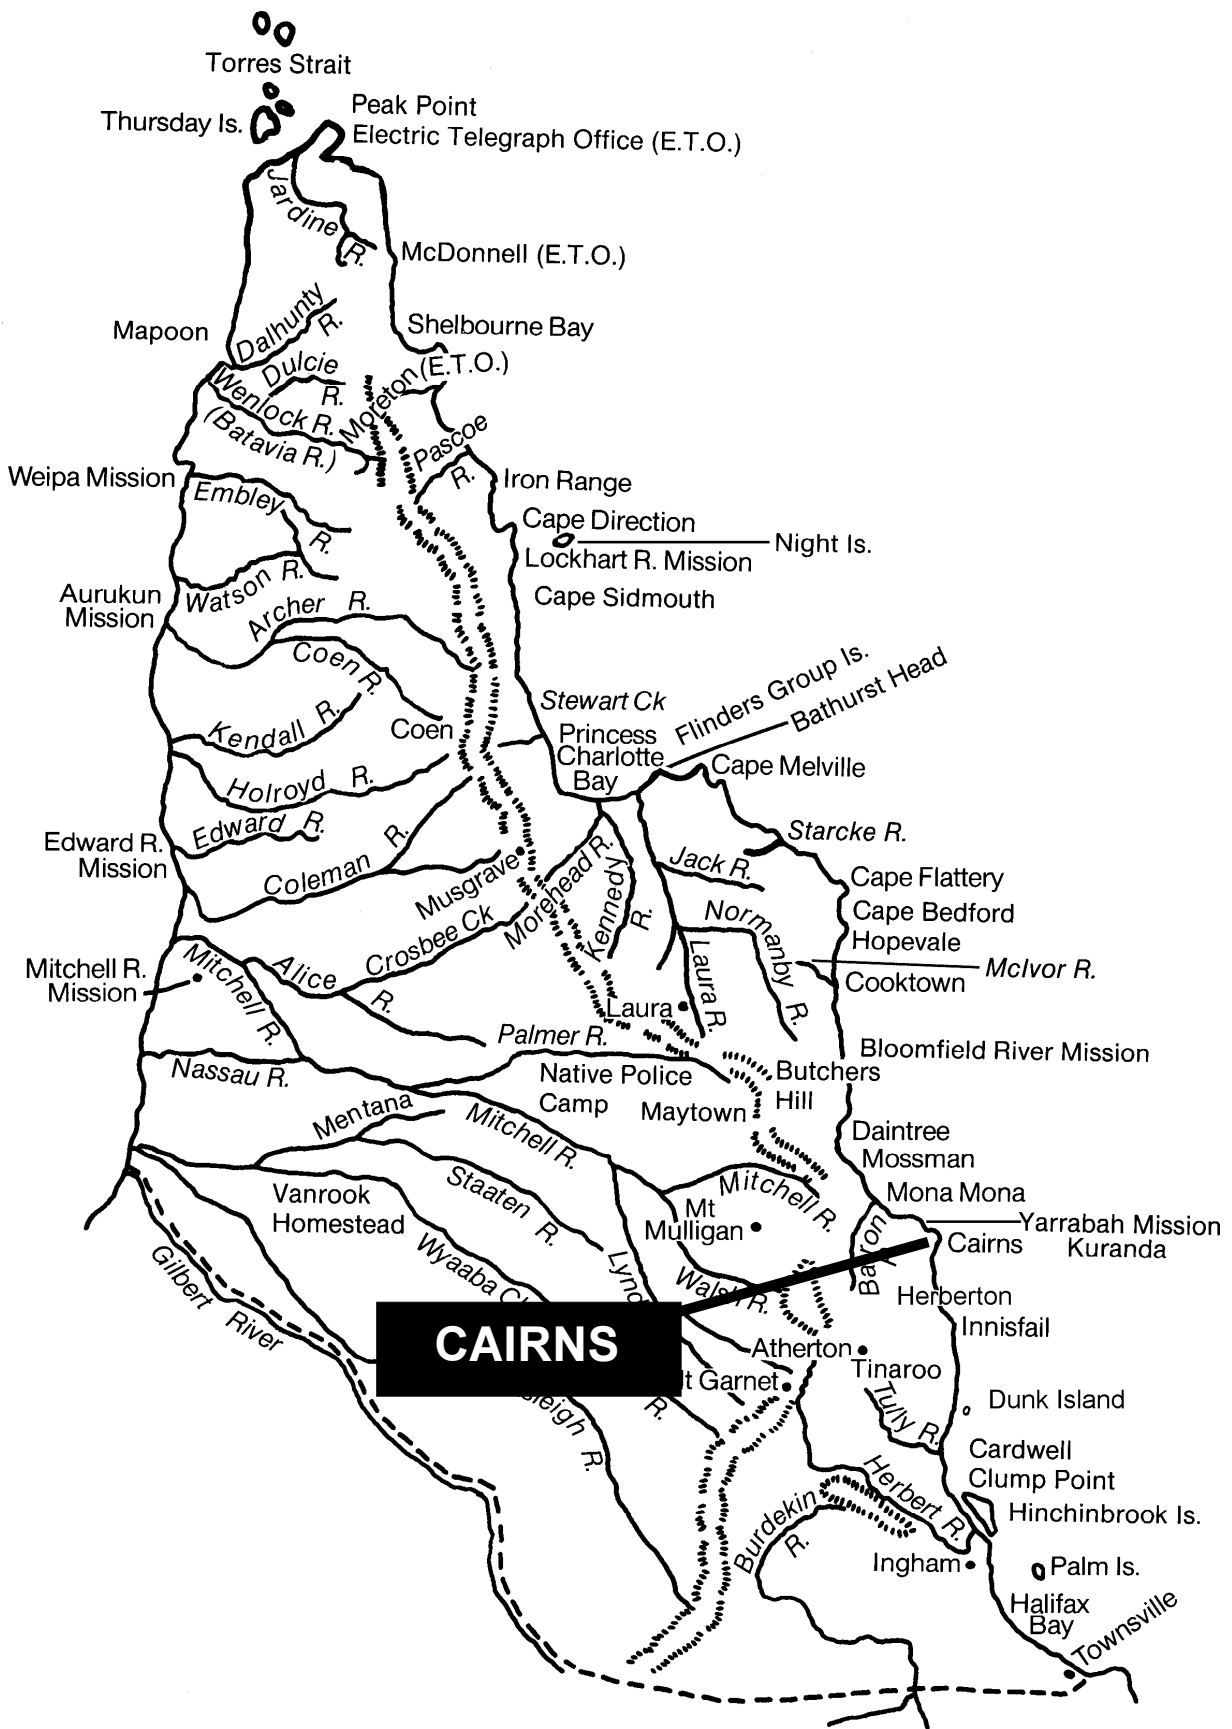 Torres Strait
Thursday Is.
Peak Point
Electric Telegraph Office (E.T.O.)
Jardine R.
McDonnell (E.T.O.)
Mapoon
Dalhunty R.
Shelbourne Bay
Dulcie R.
Moreton (E.T.O.)
Wenlock R.
(Batavia R.)
Pascoe R.
Weipa Mission
Embley R.
Iron Range
Cape Direction
Night Is.
Lockhart R. Mission
Cape Sidmouth
Aurukun
Mission
Watson R.
Archer R.
Coen R.
Kendall R.
Coen
Stewart Ck
Flinders Group Is.
Bathurst Head
Princess
Charlotte
Bay
Cape Melville
Holroyd R.
Edward R.
Edward R.
Mission
Coleman R.
Starcke R.
Musgrave
Morehead R.
Kennedy R.
Jack R.
Cape Flattery
Cape Bedford
Hopevale
Normanby R.
Crosbee Ck
Mitchell R.
Mission
Mitchell R.
Alice R.
Laura R.
McIvor R.
Cooktown
Laura
Palmer R.
Nassau R.
Native Police
Camp
Maytown
Butchers
Hill
Bloomfield River Mission
Mentana
Mitchell R.
Daintree
Mossman
Vanrook
Homestead
Staaten R.
Mitchell R.
Mt
Mulligan
Mona Mona
Yarrabah Mission
Kuranda
Cairns
Barron
Gilbert River
Wyaaba
Walsh R.
Herberton
Innisfail
CAIRNS
Atherton
Tinaroo
t Garnet
R.
R.
Tully R.
Dunk Island
Cardwell
Clump Point
Hinchinbrook Is.
Herbert R.
Burdekin R.
Ingham
Palm Is.
Halifax
Bay
Townsville